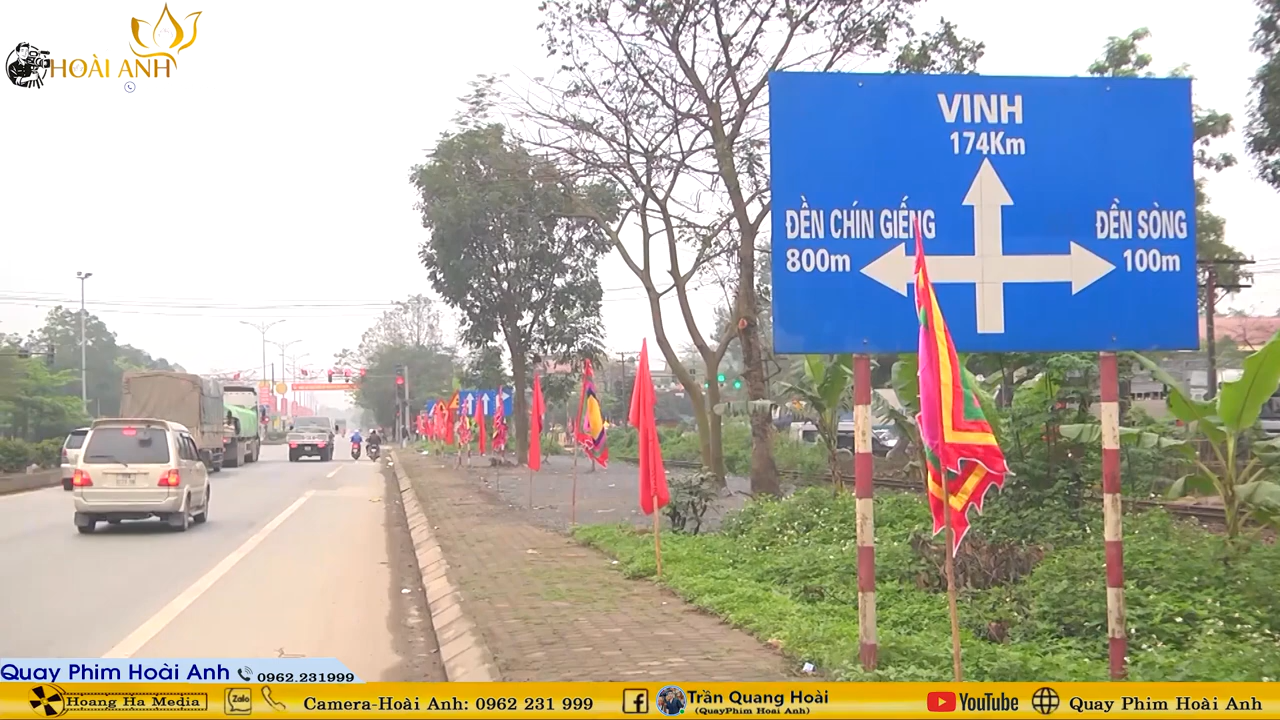 HOÀI ANH
VINH
174Km
ĐỀN CHÍN GIẾNG
800m
ĐỀN SÒNG
100m
Quay Phim Hoài Anh 0962.231999
Hoang Ha Media
Zalo
Camera-Hoài Anh: 0962 231 999
Trần Quang Hoài
(QuayPhim Hoai Anh)
YouTube
Quay Phim Hoài Anh